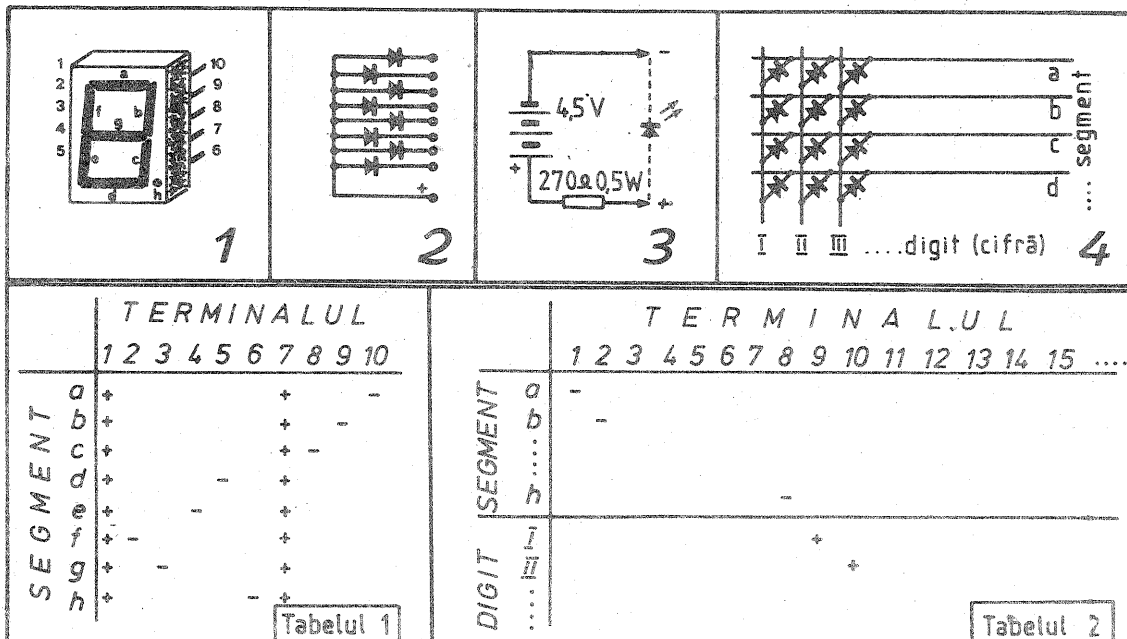 1 10
2 a 9
3 f b 8
4 g 7
5 e c 6
d h
1
2
+
4,5V
-
+
270Ω 0,5W
+
3
a
b
c
d
.... segment
I II III ....digit (cifră)
4
TERMINALUL
1 2 3 4 5 6 7 8 9 10
SEGMENT
a + + -
b + + -
c + + -
d + - +
e + - +
f + - +
g + - +
h + - +
Tabelul 1
TERMINALUL
1 2 3 4 5 6 7 8 9 10 11 12 13 14 15 ....
SEGMENT
a -
b -
....
h -
DIGIT
I +
II +
....
Tabelul 2